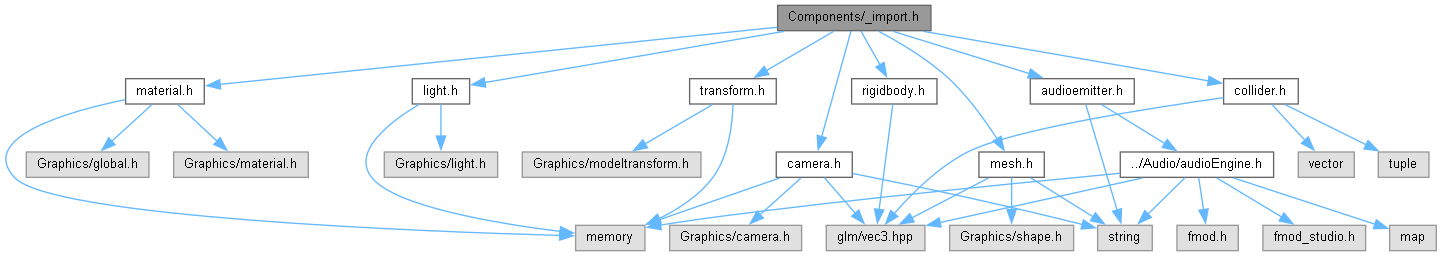 Components/_import.h
material.h
light.h
transform.h
rigidbody.h
audioemitter.h
collider.h
Graphics/global.h
Graphics/material.h
Graphics/light.h
Graphics/modeltransform.h
camera.h
mesh.h
../Audio/audioEngine.h
vector
tuple
memory
Graphics/camera.h
glm/vec3.hpp
Graphics/shape.h
string
fmod.h
fmod_studio.h
map